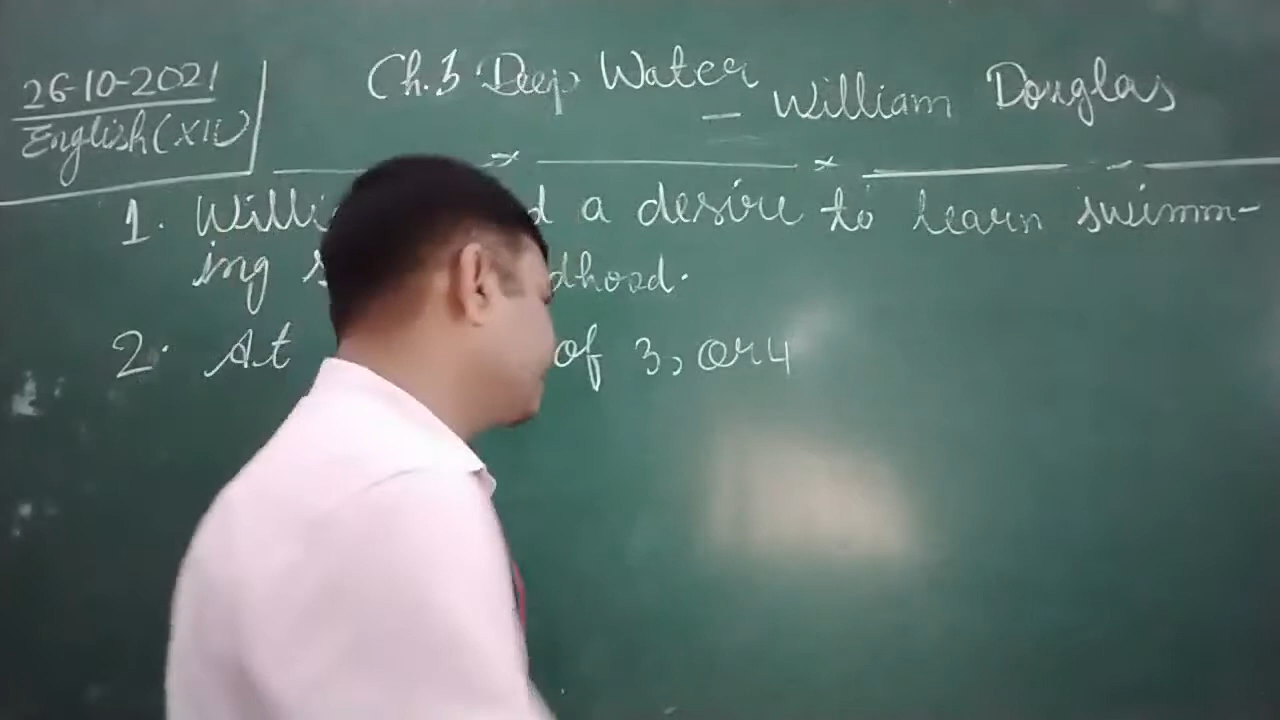 26-10-2021
English (XII)
Ch.3 Deep Water
- William Douglas
1. Willi d a desire to learn swimm-
ing s dhood.
2. At of 3, or 4